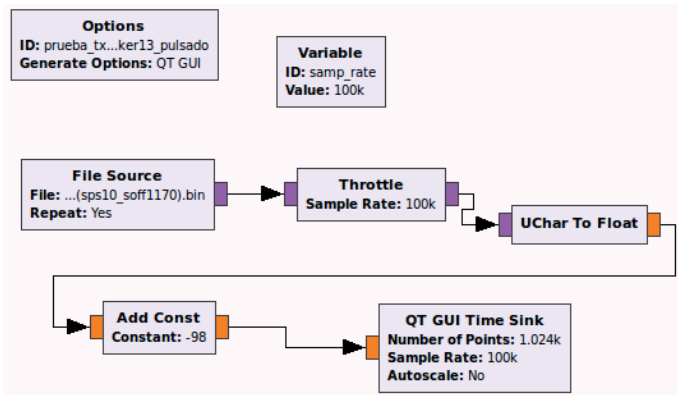 Options
ID: prueba_tx...ker13_pulsado
Generate Options: QT GUI
Variable
ID: samp_rate
Value: 100k
File Source
File: ...(sps10_soff1170).bin
Repeat: Yes
Throttle
Sample Rate: 100k
UChar To Float
Add Const
Constant: -98
QT GUI Time Sink
Number of Points: 1.024k
Sample Rate: 100k
Autoscale: No